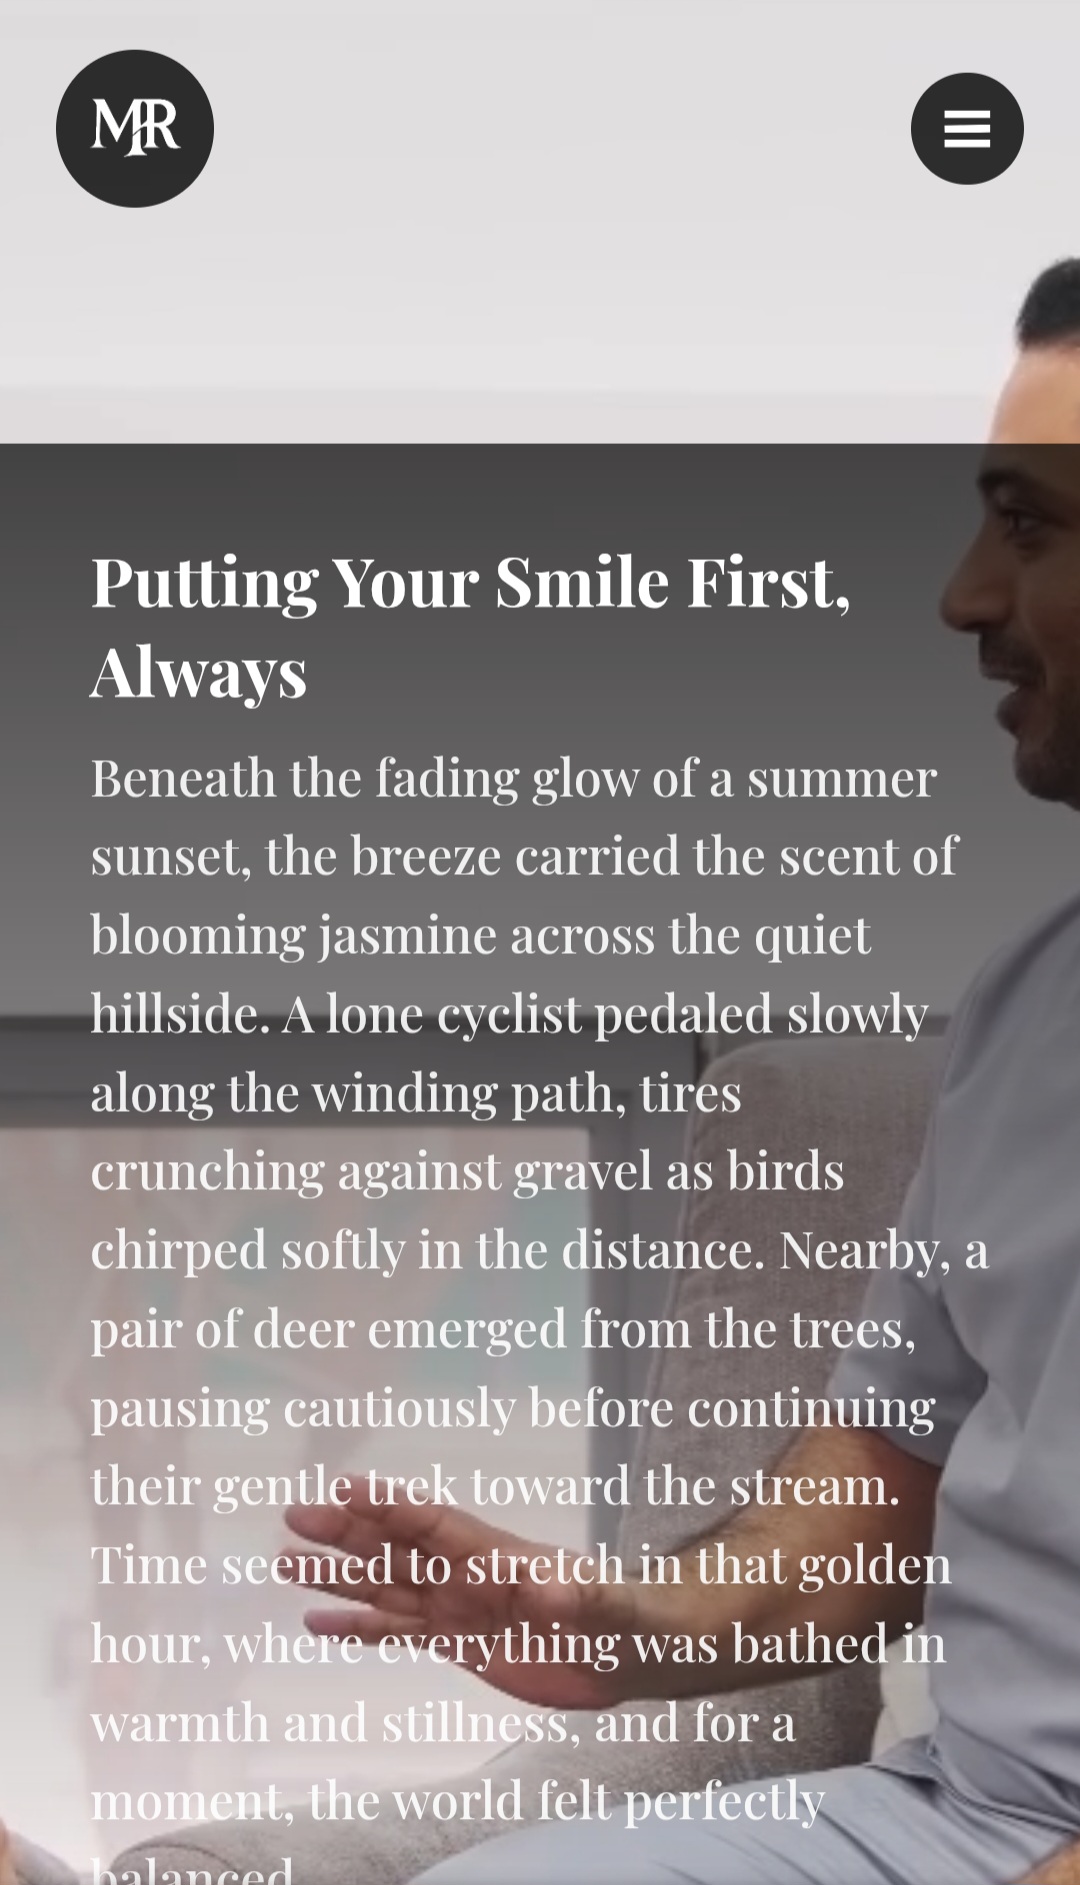 MR
Putting Your Smile First,
Always
Beneath the fading glow of a summer
sunset, the breeze carried the scent of
blooming jasmine across the quiet
hillside. A lone cyclist pedaled slowly
along the winding path, tires
crunching against gravel as birds
chirped softly in the distance. Nearby, a
pair of deer emerged from the trees,
pausing cautiously before continuing
their gentle trek toward the stream.
Time seemed to stretch in that golden
hour, where everything was bathed in
warmth and stillness, and for a
moment, the world felt perfectly
balanced